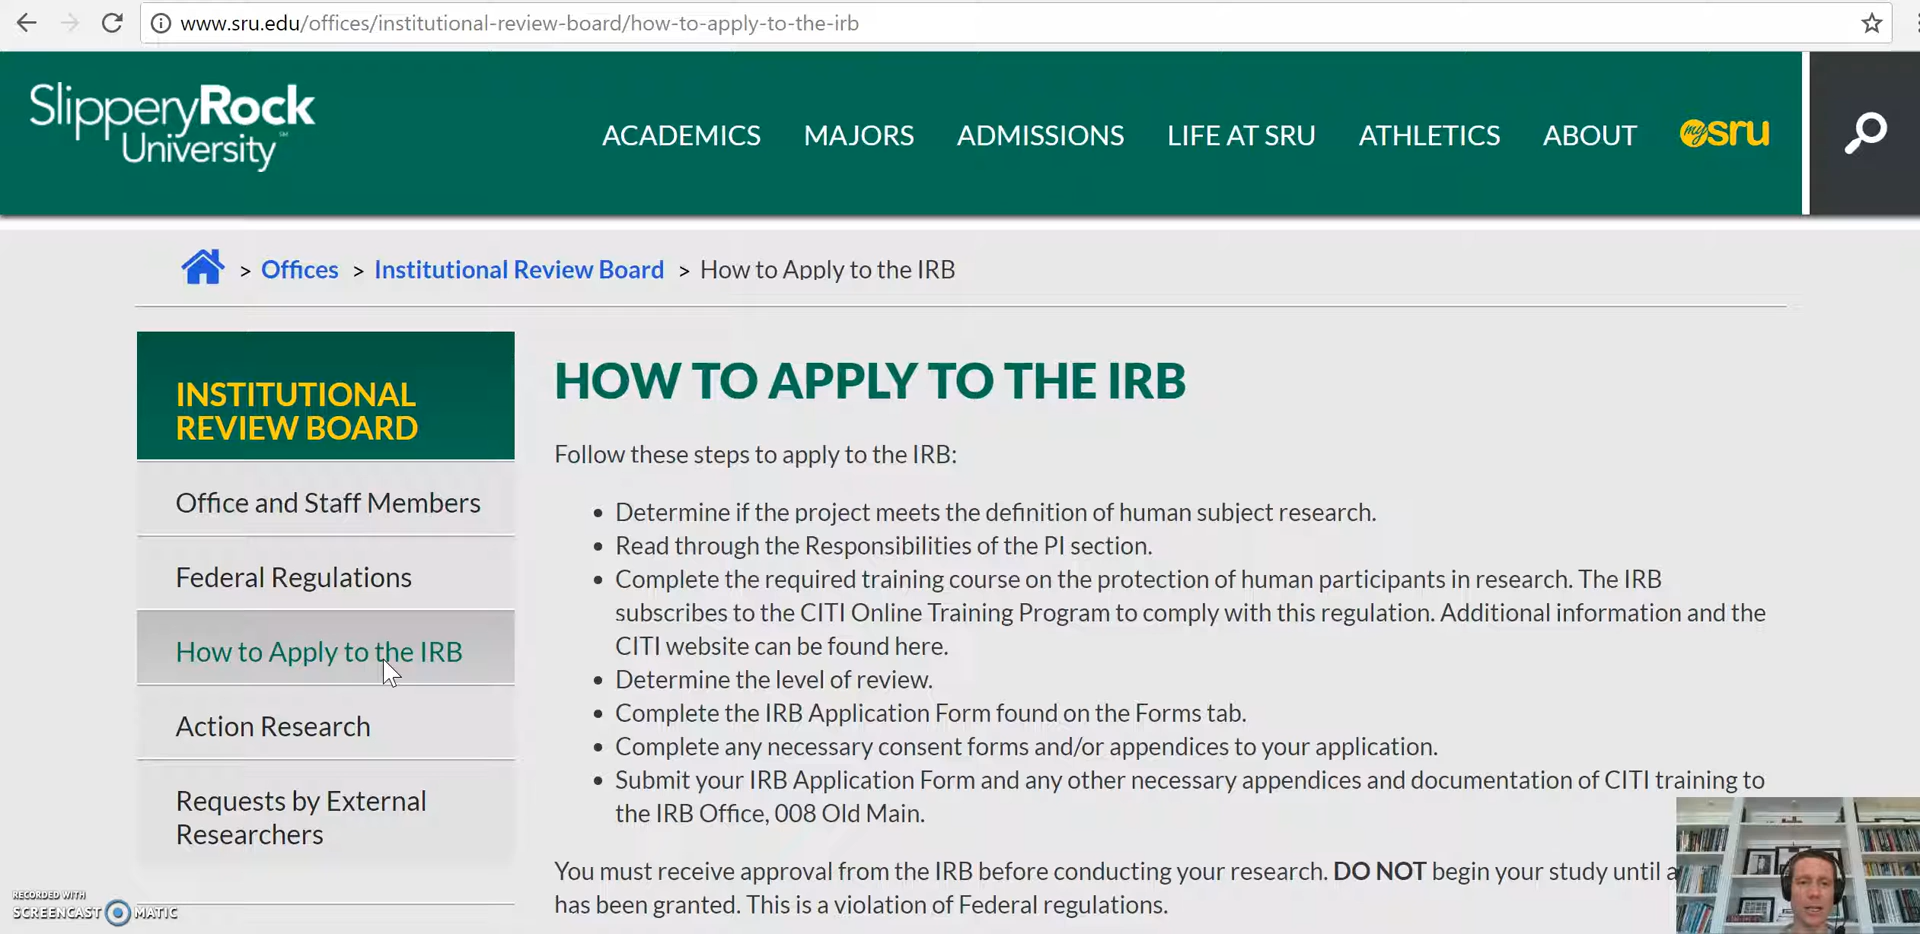 www.sru.edu/offices/institutional-review-board/how-to-apply-to-the-irb
SlipperyRock
University
ACADEMICS MAJORS ADMISSIONS LIFE AT SRU ATHLETICS ABOUT mysru
> Offices > Institutional Review Board > How to Apply to the IRB
INSTITUTIONAL
REVIEW BOARD
Office and Staff Members
Federal Regulations
How to Apply to the IRB
Action Research
Requests by External
Researchers
HOW TO APPLY TO THE IRB
Follow these steps to apply to the IRB:
• Determine if the project meets the definition of human subject research.
• Read through the Responsibilities of the PI section.
• Complete the required training course on the protection of human participants in research. The IRB
subscribes to the CITI Online Training Program to comply with this regulation. Additional information and the
CITI website can be found here.
• Determine the level of review.
• Complete the IRB Application Form found on the Forms tab.
• Complete any necessary consent forms and/or appendices to your application.
• Submit your IRB Application Form and any other necessary appendices and documentation of CITI training to
the IRB Office, 008 Old Main.
You must receive approval from the IRB before conducting your research. DO NOT begin your study until
has been granted. This is a violation of Federal regulations.
RECORDED WITH
SCREENCAST MATIC